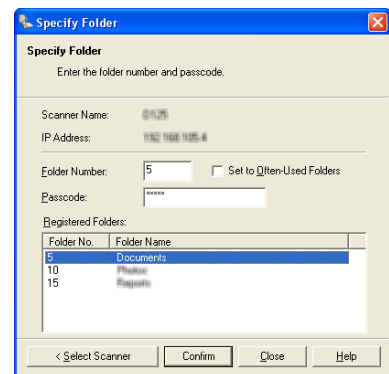 Specify Folder
Specify Folder
Enter the folder number and passcode.
Scanner Name:
IP Address:
Folder Number: 5 Set to Often-Used Folders
Passcode: *****
Registered Folders:
Folder No. Folder Name
5 Documents
10
15
< Select Scanner Confirm Close Help